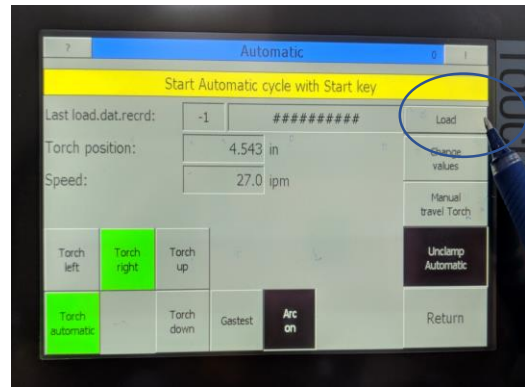 ? Automatic 0 !
Start Automatic cycle with Start key
Last load.dat.recrd: -1 ########## Load
Torch position: 4.543 in
Change
values
Speed: 27.0 ipm
Manual
travel Torch
Torch
left
Torch
right
Torch
up
Unclamp
Automatic
Torch
automatic
Torch
down
Gastest
Arc
on
Return